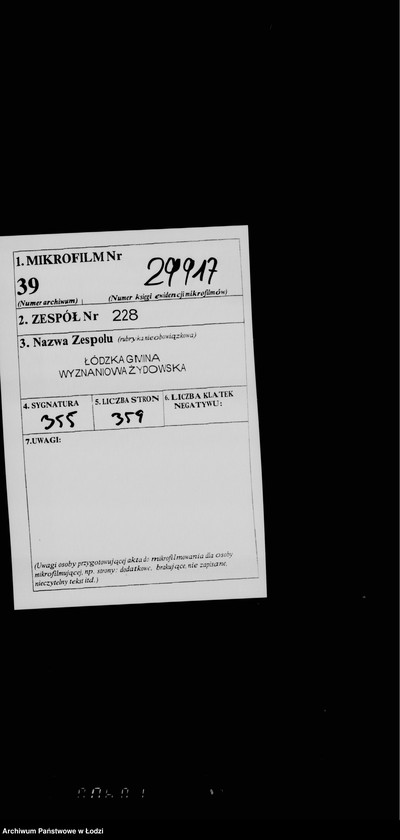 1. MIKROFILM Nr
29917
39
(Numer archiwum) (Numer księgi ewidencji mikrofilmów)
2. ZESPÓŁ Nr 228
3. Nazwa Zespołu (rubryka nieobowiązkowa)
ŁÓDZKA GMINA
WYZNANIOWA ŻYDOWSKA
4. SYGNATURA 5. LICZBA STRON 6. LICZBA KLATEK
NEGATYWU:
355 359
7. UWAGI:
(Uwagi osoby przygotowującej akta do mikrofilmowania dla osoby
mikrofilmującej, np. strony: dodatkowe, brakujące, nie zapisane,
nieczytelny tekst itd.)
Archiwum Państwowe w Łodzi